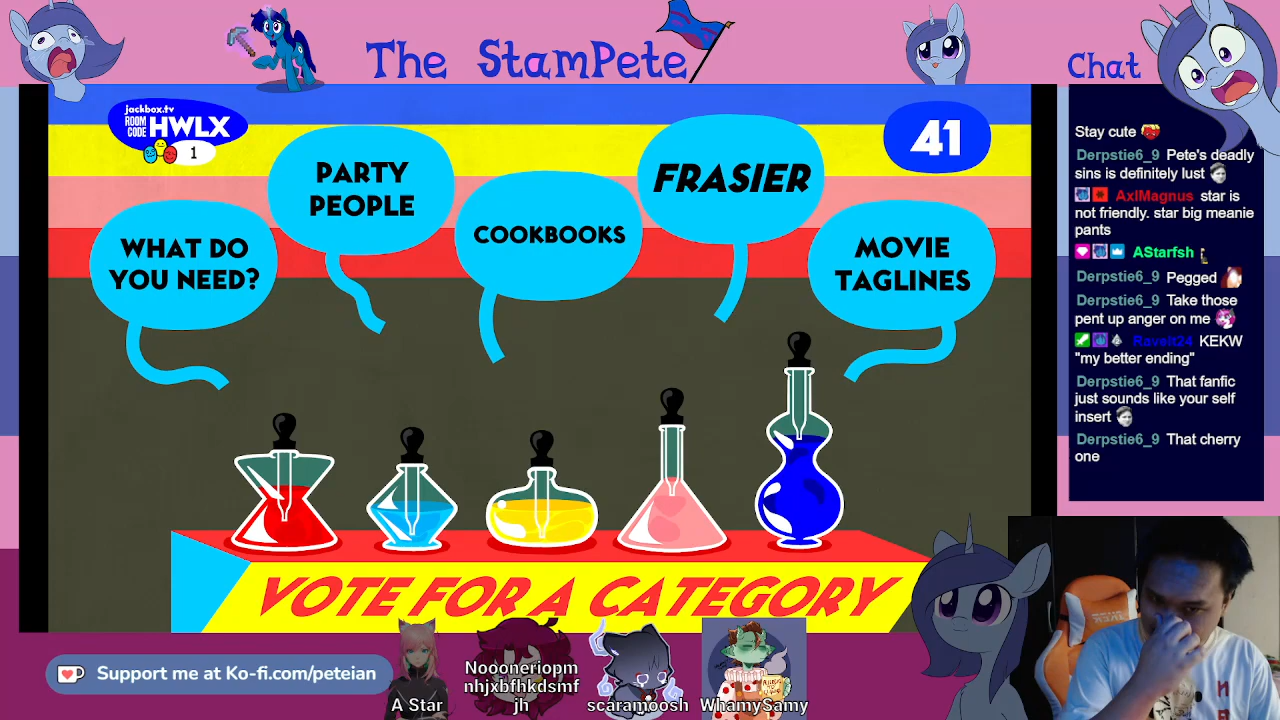 The StamPete
Chat
jackbox.tv
ROOM CODE HWLX
1
41
WHAT DO
YOU NEED?
PARTY
PEOPLE
COOKBOOKS
FRASIER
MOVIE
TAGLINES
VOTE FOR A CATEGORY
Stay cute
Derpstie6_9 Pete's deadly
sins is definitely lust
AxlMagnus star is
not friendly. star big meanie
pants
AStarfsh
Derpstie6_9 Pegged
Derpstie6_9 Take those
pent up anger on me
Ravelt24 KEKW
"my better ending"
Derpstie6_9 That fanfic
just sounds like your self
insert
Derpstie6_9 That cherry
one
Support me at Ko-fi.com/peteian
A Star
Noooneriopm
nhjxbfhkdsmf
jh
scaramoosh
WhamySamy